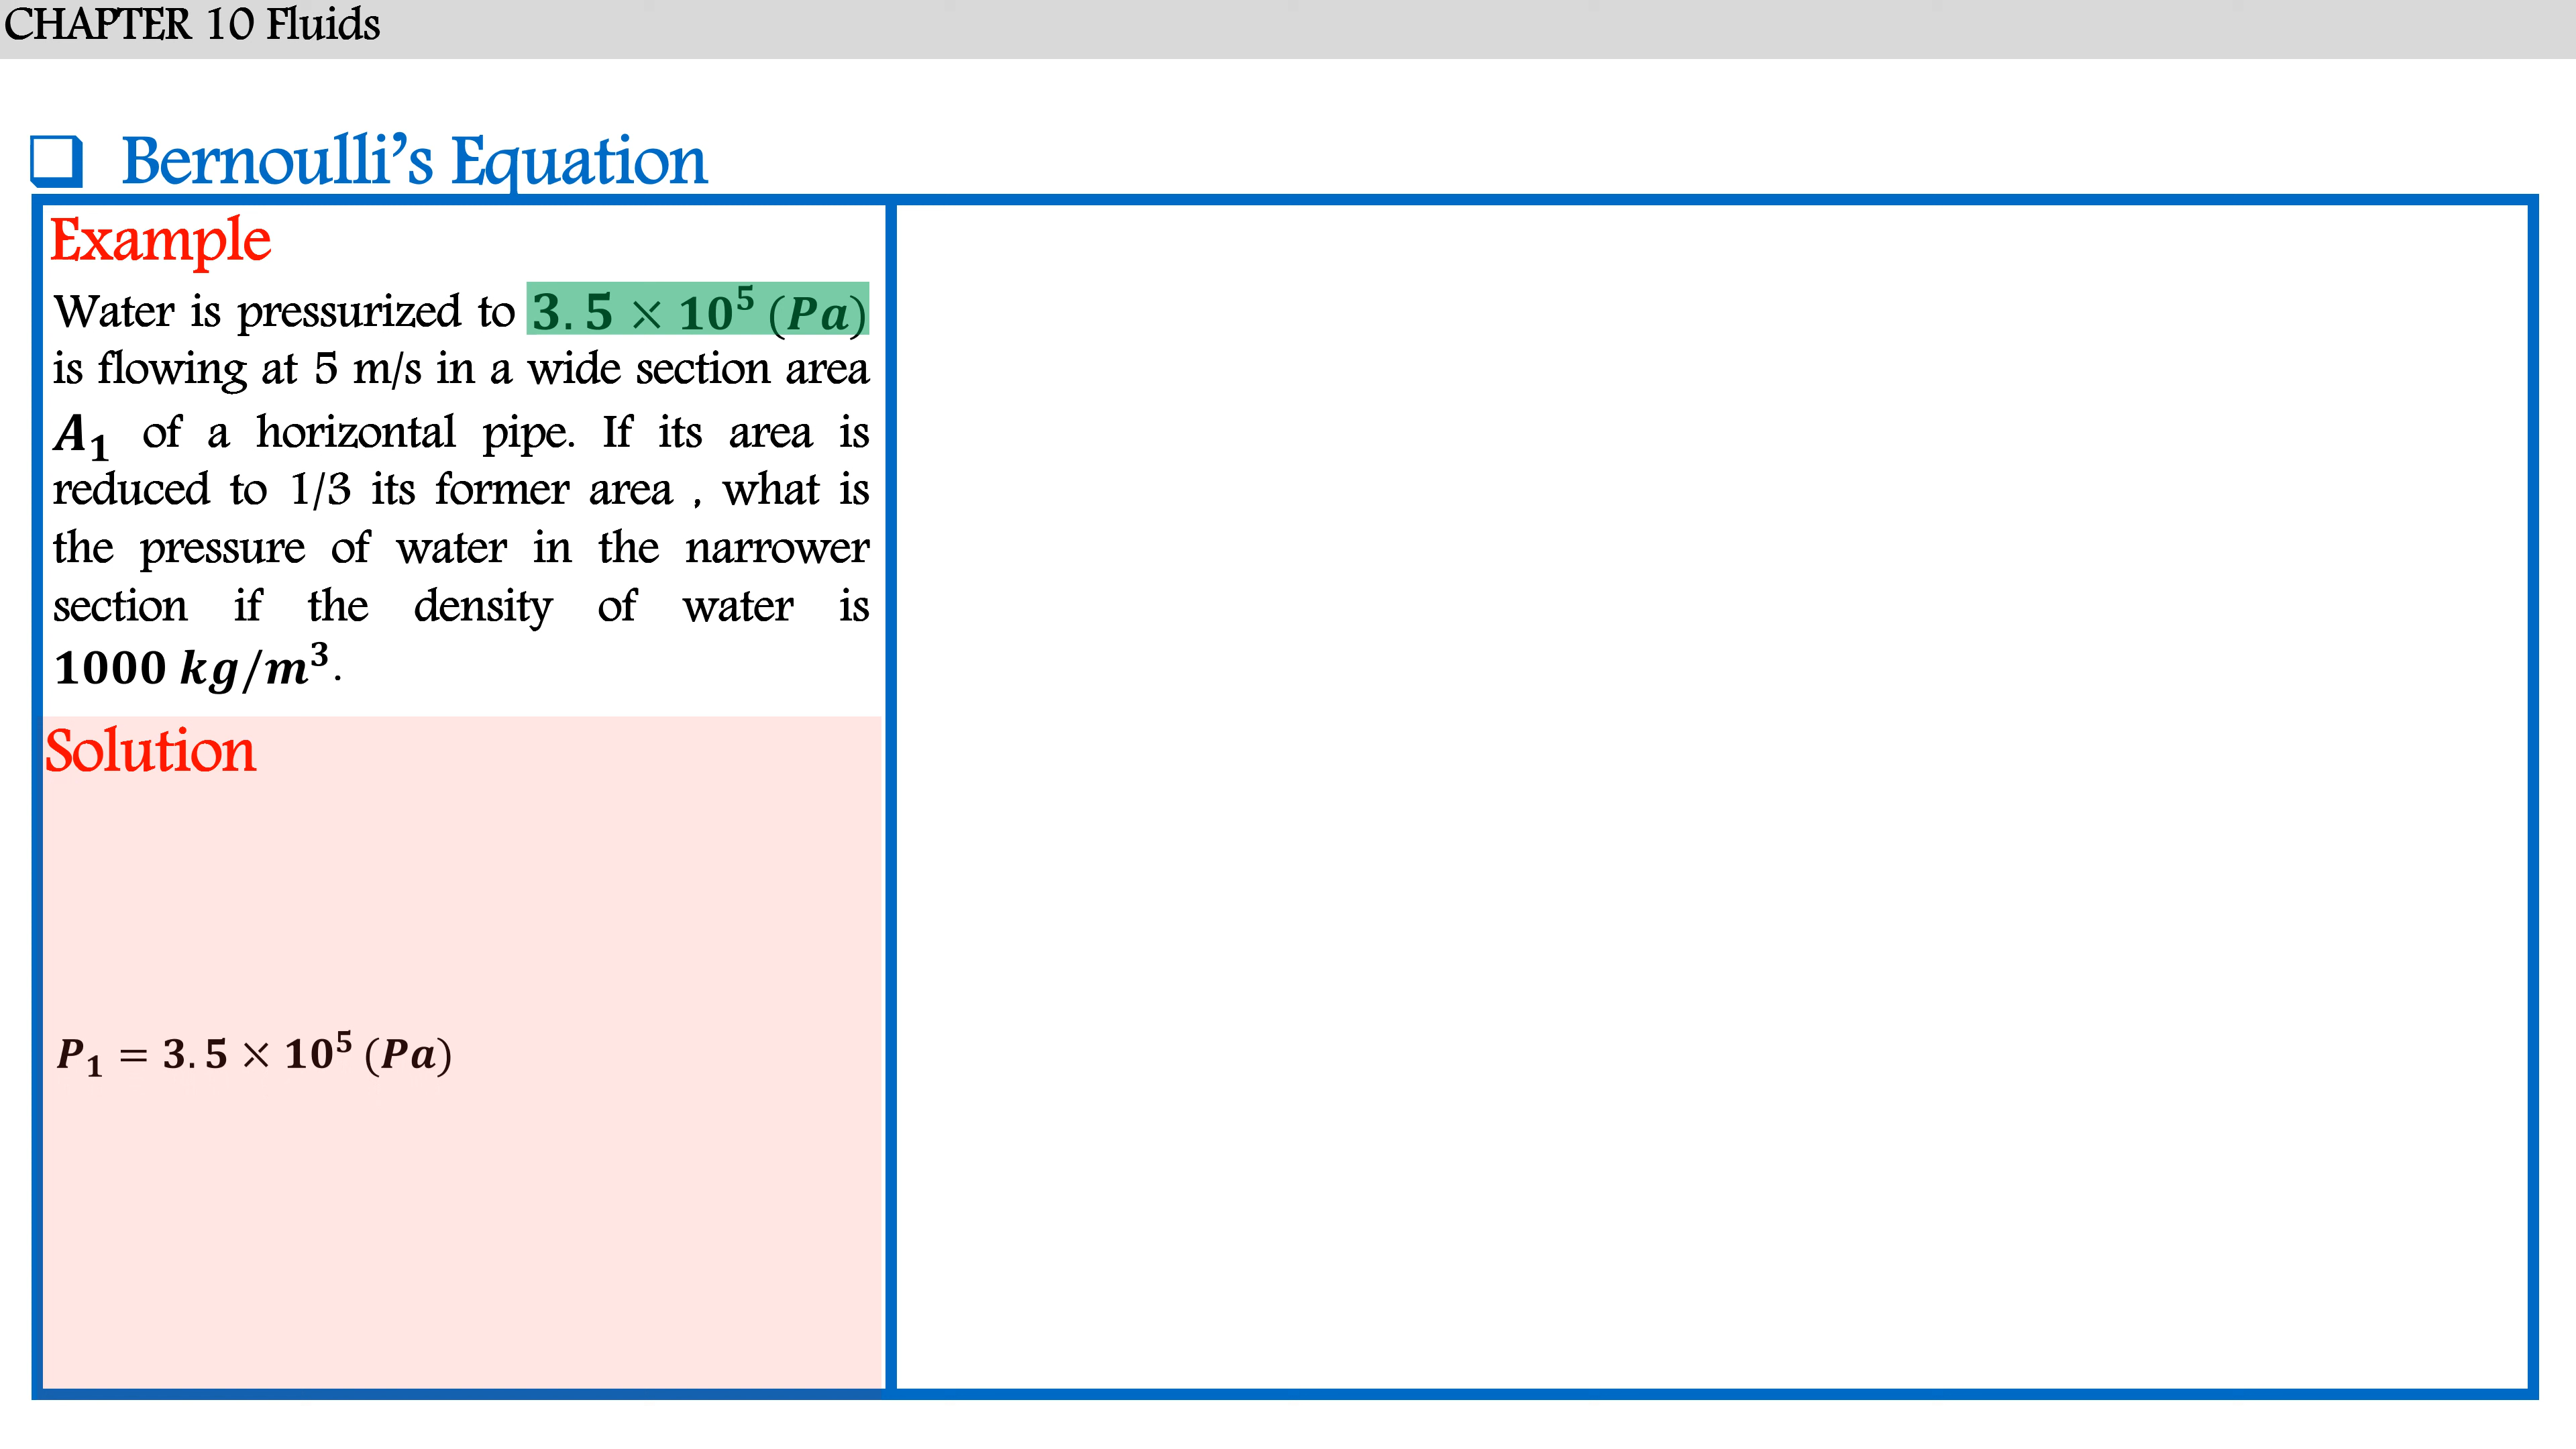 CHAPTER 10 Fluids
❑ Bernoulli’s Equation
Example
Water is pressurized to 3.5 × 10⁵ (Pa)
is flowing at 5 m/s in a wide section area
A₁ of a horizontal pipe. If its area is
reduced to 1/3 its former area , what is
the pressure of water in the narrower
section if the density of water is
1000 kg/m³.
Solution
P₁ = 3.5 × 10⁵ (Pa)